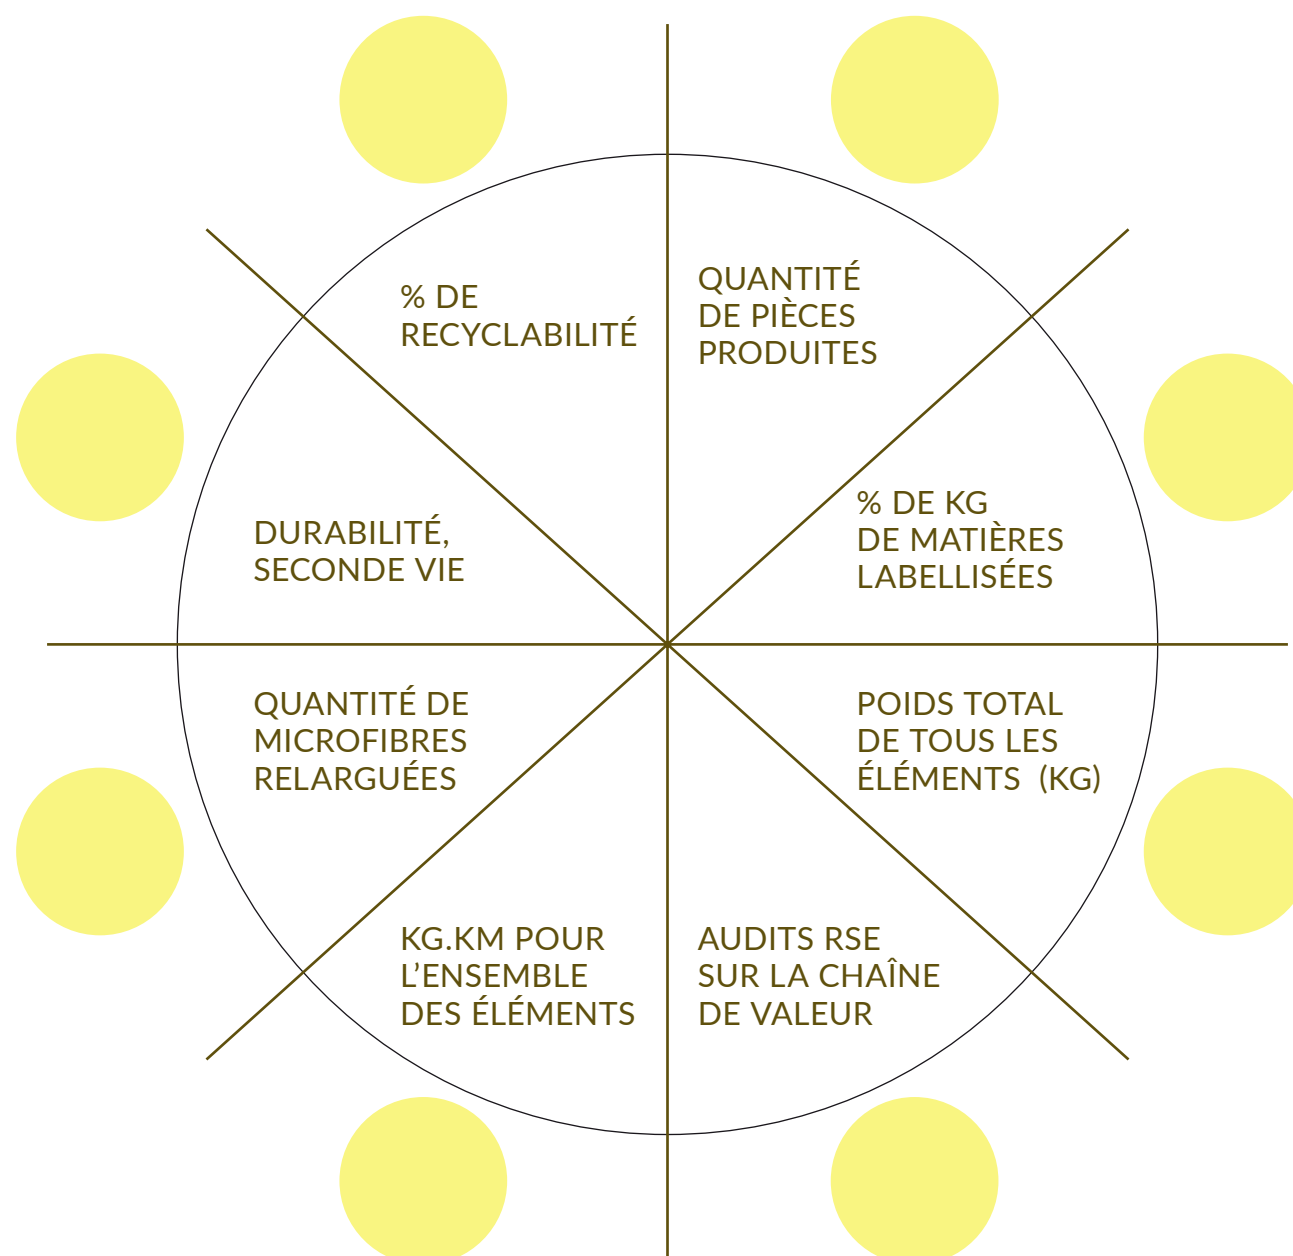 % DE
RECYCLABILITÉ
QUANTITÉ
DE PIÈCES
PRODUITES
% DE KG
DE MATIÈRES
LABELLISÉES
DURABILITÉ,
SECONDE VIE
QUANTITÉ DE
MICROFIBRES
RELARGUÉES
POIDS TOTAL
DE TOUS LES
ÉLÉMENTS  (KG)
KG.KM POUR
L’ENSEMBLE
DES ÉLÉMENTS
AUDITS RSE
SUR LA CHAÎNE
DE VALEUR